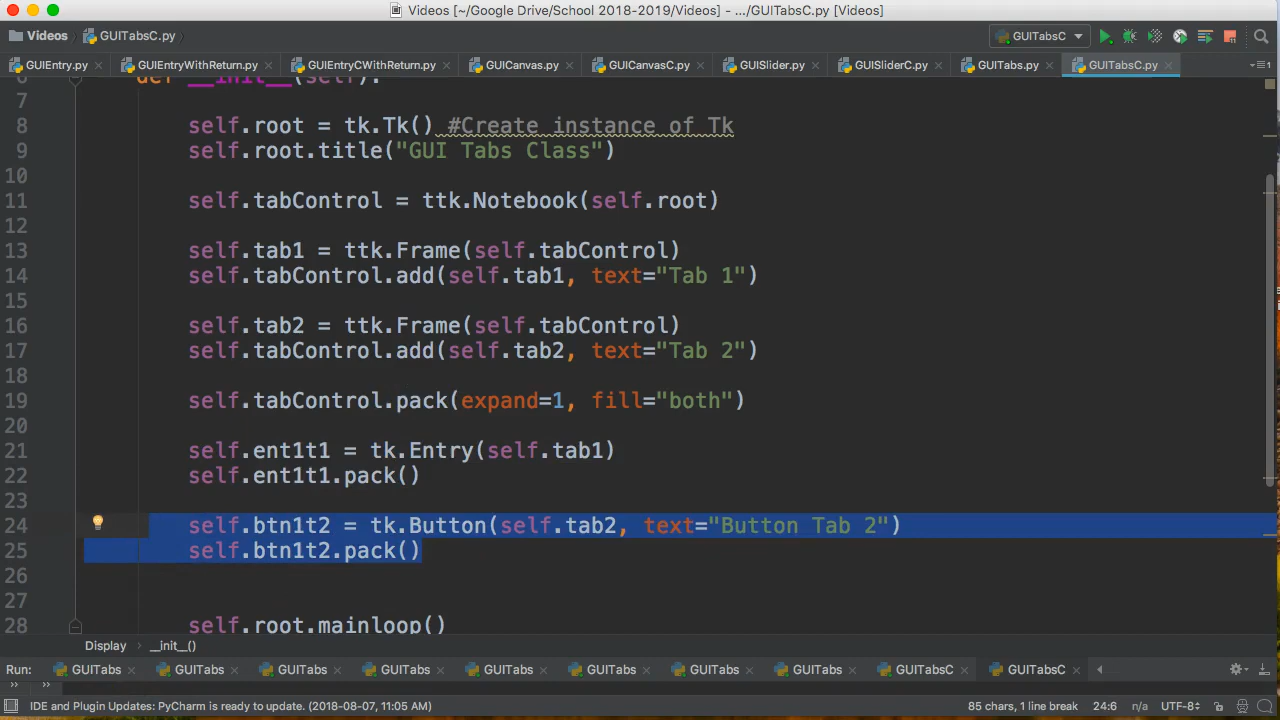 Videos [~/Google Drive/School 2018-2019/Videos] - .../GUITabsC.py [Videos]
Videos GUITabsC.py GUITabsC
GUIEntry.py GUIEntryWithReturn.py GUIEntryCWithReturn.py GUICanvas.py GUICanvasC.py GUISlider.py GUISliderC.py GUITabs.py GUITabsC.py
6 def __init__(self):
7
8 self.root = tk.Tk() #Create instance of Tk
9 self.root.title("GUI Tabs Class")
10
11 self.tabControl = ttk.Notebook(self.root)
12
13 self.tab1 = ttk.Frame(self.tabControl)
14 self.tabControl.add(self.tab1, text="Tab 1")
15
16 self.tab2 = ttk.Frame(self.tabControl)
17 self.tabControl.add(self.tab2, text="Tab 2")
18
19 self.tabControl.pack(expand=1, fill="both")
20
21 self.ent1t1 = tk.Entry(self.tab1)
22 self.ent1t1.pack()
23
24 self.btn1t2 = tk.Button(self.tab2, text="Button Tab 2")
25 self.btn1t2.pack()
26
27
28 self.root.mainloop()
Display › __init__()
Run: GUITabs GUITabs GUITabs GUITabs GUITabs GUITabs GUITabs GUITabs GUITabsC GUITabsC
IDE and Plugin Updates: PyCharm is ready to update. (2018-08-07, 11:05 AM) 85 chars, 1 line break 24:6 n/a UTF-8